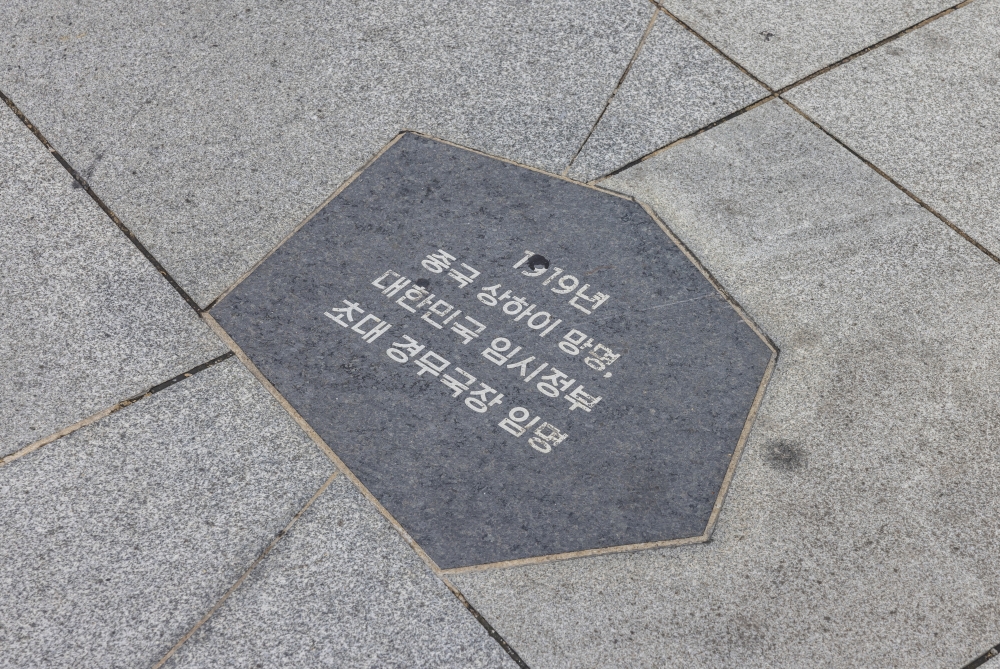 1919년
중국 상하이 망명,
대한민국 임시정부
초대 경무국장 임명